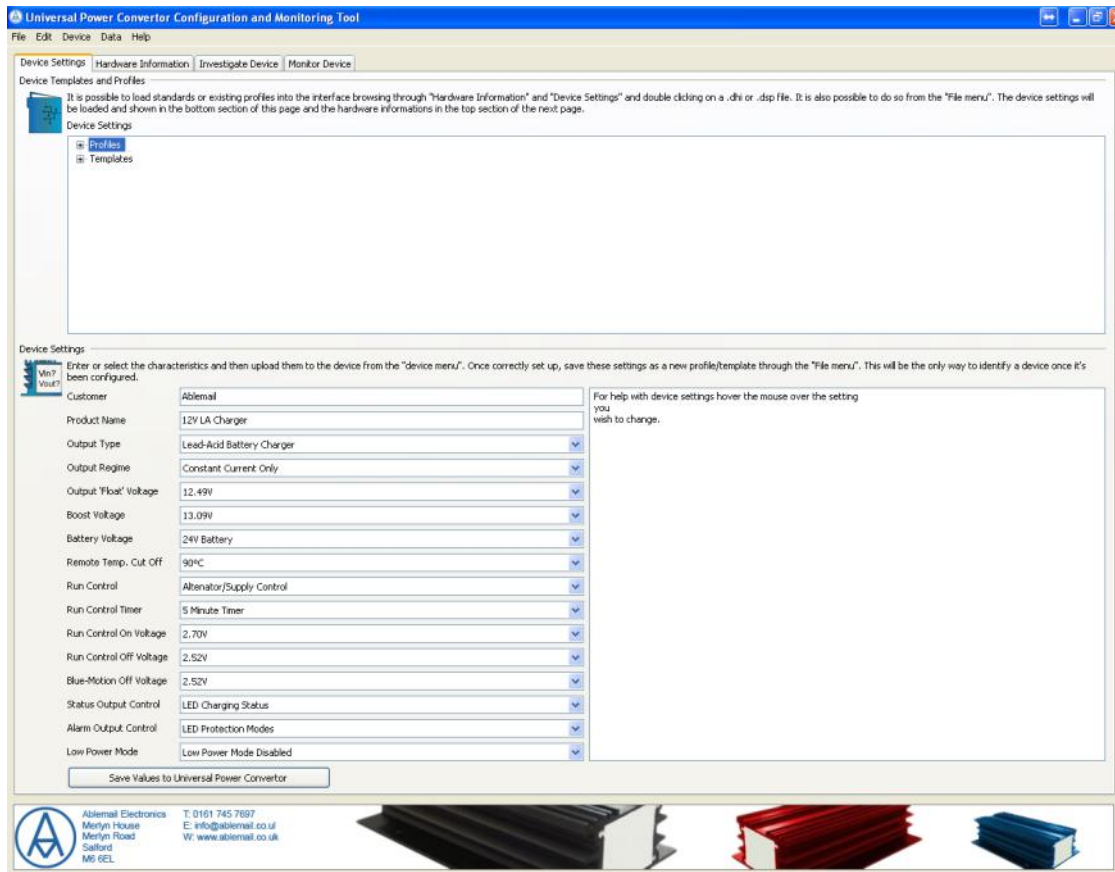 Universal Power Convertor Configuration and Monitoring Tool
File Edit Device Data Help
Device Settings Hardware Information Investigate Device Monitor Device
Device Templates and Profiles
It is possible to load standards or existing profiles into the interface browsing through "Hardware Information" and "Device Settings" and double clicking on a .dhi or .dsp file. It is also possible to do so from the "File menu". The device settings will
be loaded and shown in the bottom section of this page and the hardware informations in the top section of the next page.
Device Settings
Profiles
Templates
Device Settings
Vin?
Vout?
Enter or select the characteristics and then upload them to the device from the "device menu". Once correctly set up, save these settings as a new profile/template through the "File menu". This will be the only way to identify a device once it's
been configured.
Customer Ablemail
For help with device settings hover the mouse over the setting
you
wish to change.
Product Name 12V LA Charger
Output Type Lead-Acid Battery Charger
Output Regime Constant Current Only
Output 'Float' Voltage 12.49V
Boost Voltage 13.09V
Battery Voltage 24V Battery
Remote Temp. Cut Off 90°C
Run Control Altenator/Supply Control
Run Control Timer 5 Minute Timer
Run Control On Voltage 2.70V
Run Control Off Voltage 2.52V
Blue-Motion Off Voltage 2.52V
Status Output Control LED Charging Status
Alarm Output Control LED Protection Modes
Low Power Mode Low Power Mode Disabled
Save Values to Universal Power Convertor
Ablemail Electronics T: 0161 745 7697
Merlyn House E: info@ablemail.co.ul
Merlyn Road W: www.ablemail.co.uk
Salford
M6 6EL